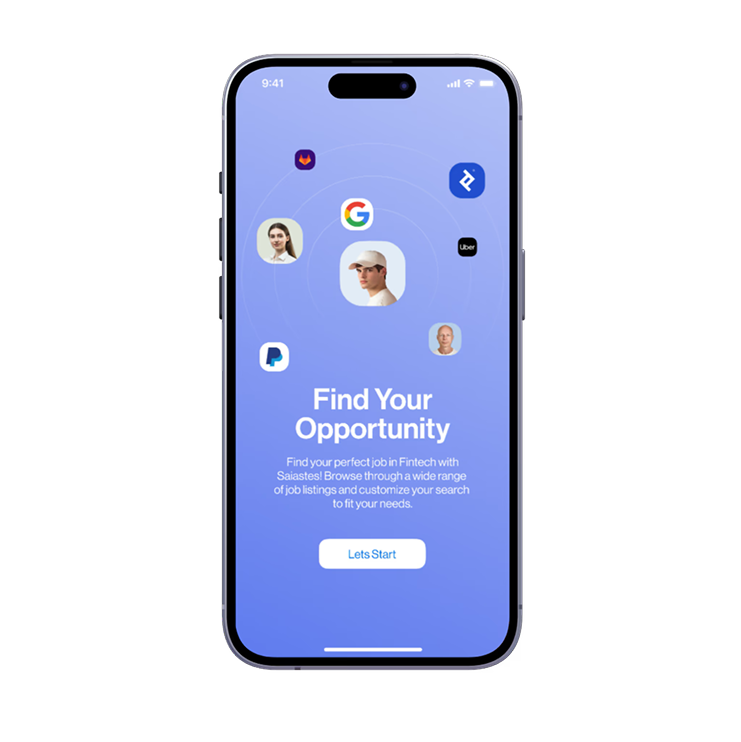 9:41
Uber
Find Your
Opportunity
Find your perfect job in Fintech with
Saiastes! Browse through a wide range
of job listings and customize your search
to fit your needs.
Lets Start